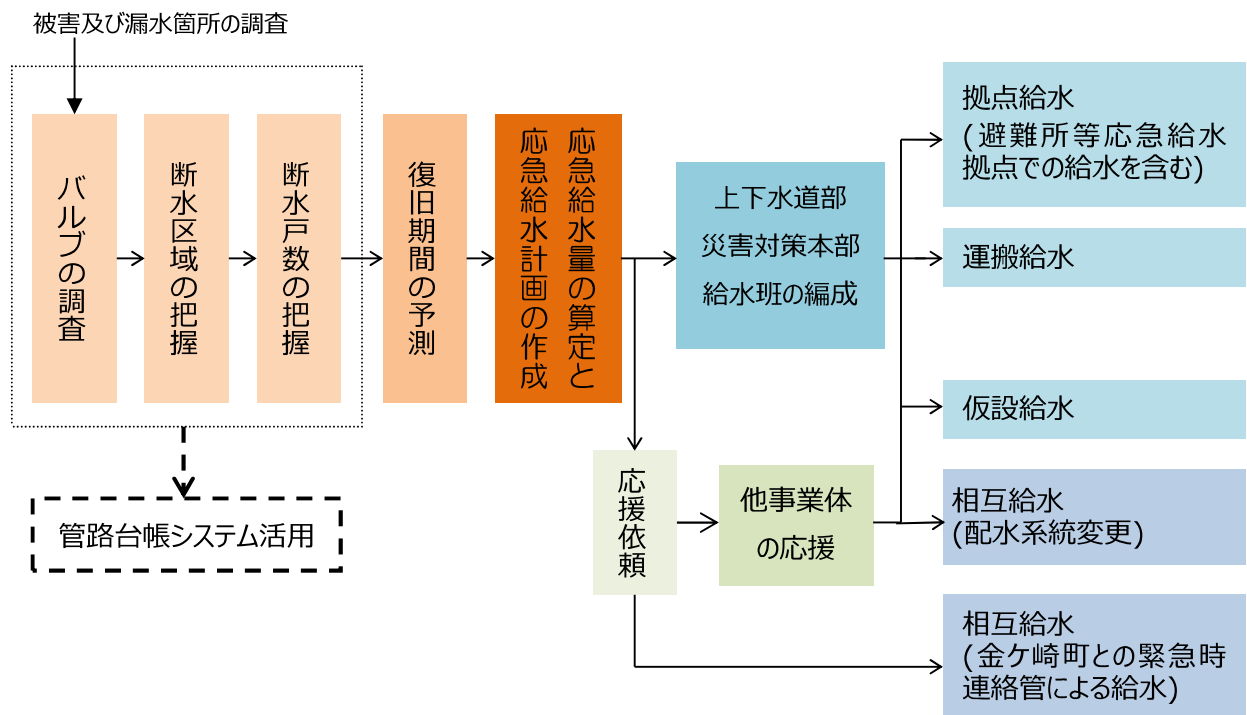 被害及び漏水箇所の調査
バルブの調査
断水区域の把握
断水戸数の把握
復旧期間の予測
応急給水量の算定と
応急給水計画の作成
上下水道部
災害対策本部
給水班の編成
拠点給水
(避難所等応急給水
拠点での給水を含む)
運搬給水
仮設給水
応援依頼
他事業体
の応援
相互給水
(配水系統変更)
相互給水
(金ケ崎町との緊急時
連絡管による給水)
管路台帳システム活用